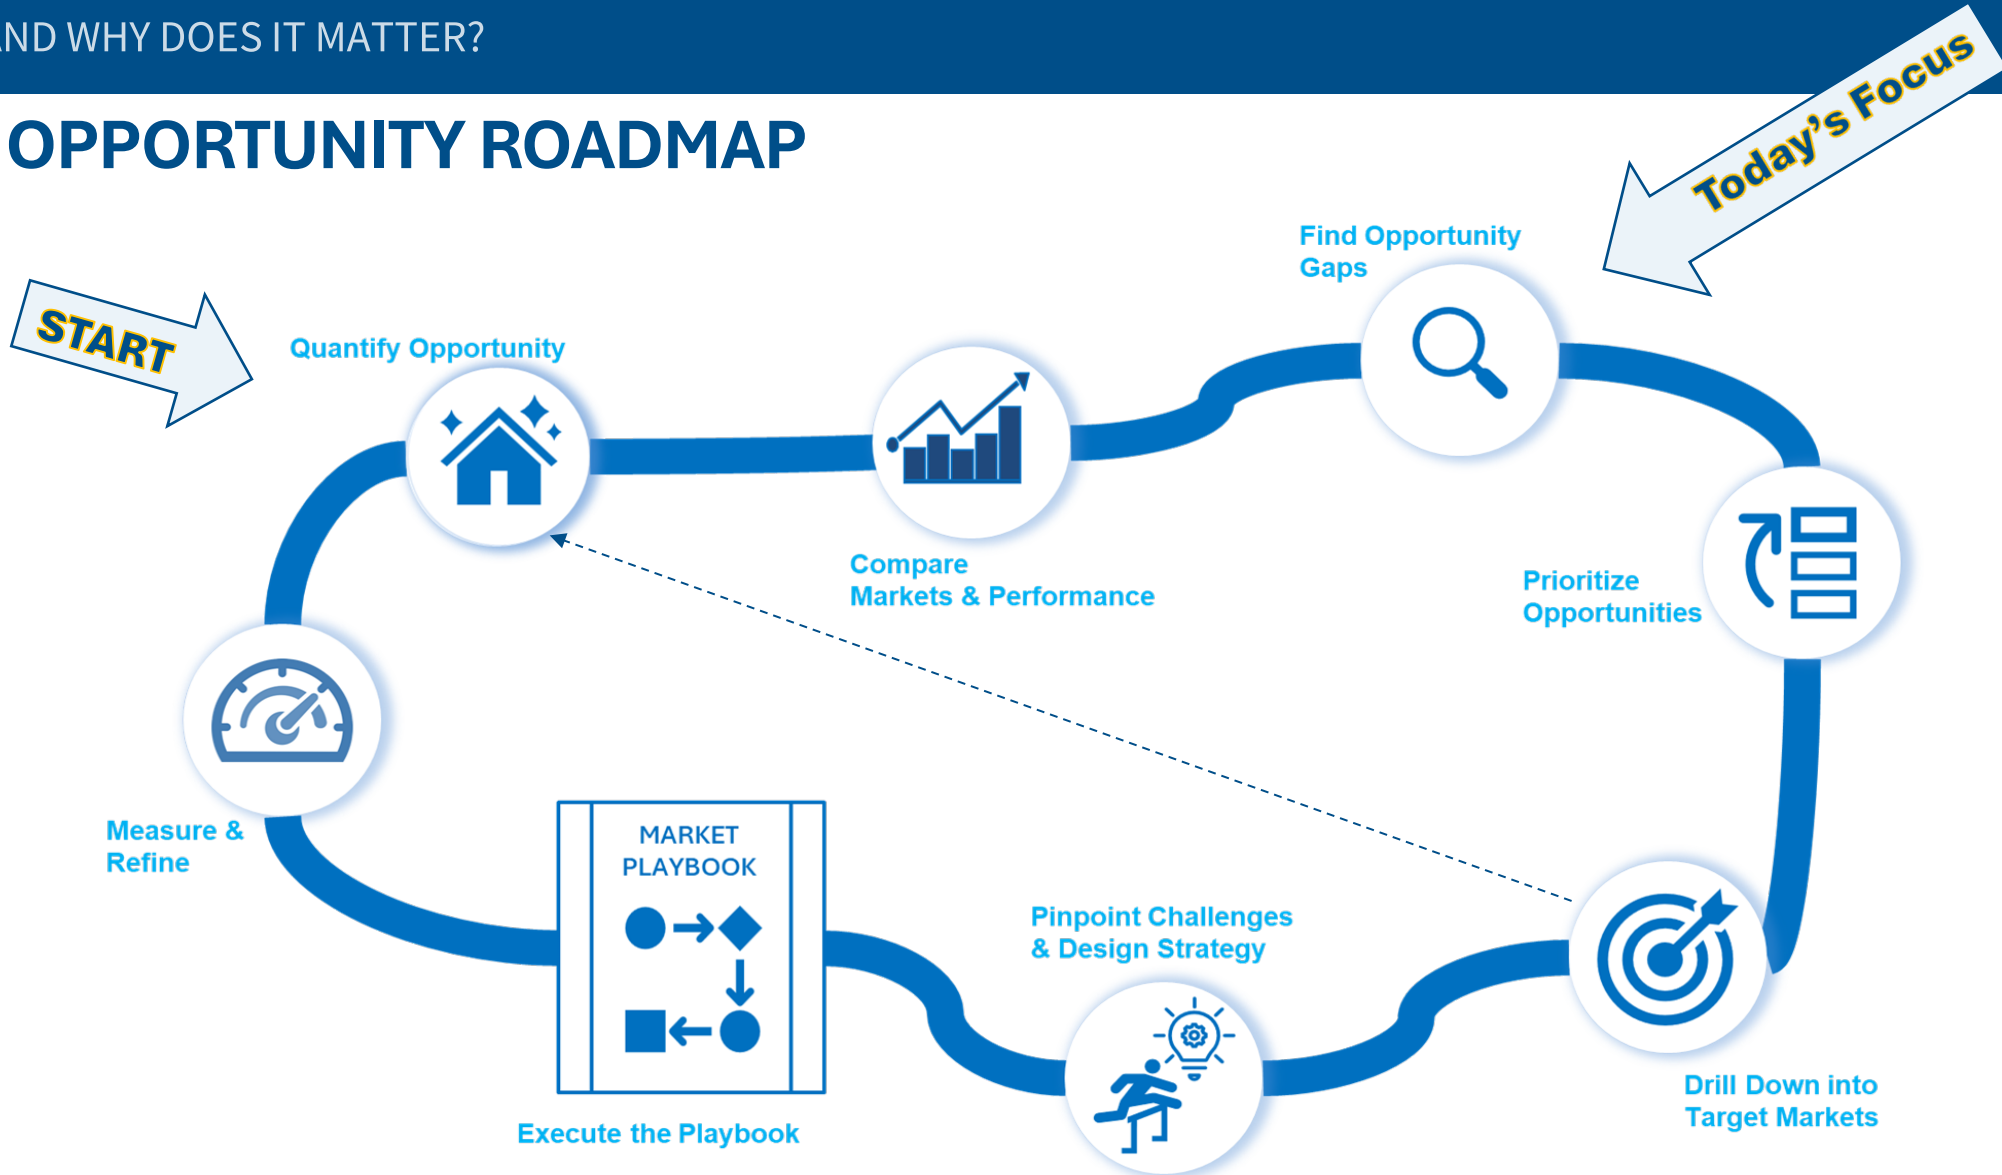 AND WHY DOES IT MATTER?
OPPORTUNITY ROADMAP
Today's Focus
START
Find Opportunity
Gaps
Quantify Opportunity
Compare
Markets & Performance
Prioritize
Opportunities
Measure &
Refine
MARKET
PLAYBOOK
Pinpoint Challenges
& Design Strategy
Drill Down into
Target Markets
Execute the Playbook